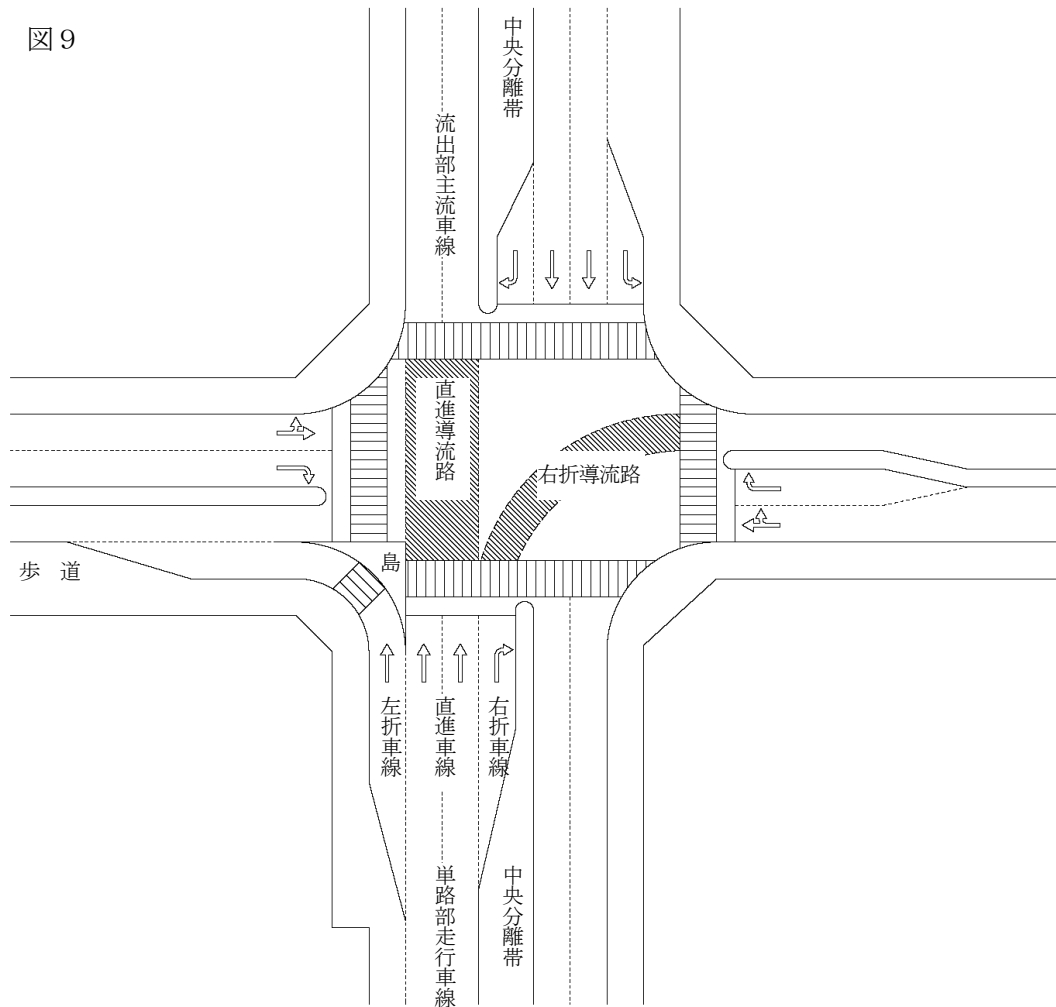 図９
中央分離帯
流出部主流車線
直進導流路
右折導流路
島
歩　道
左折車線
直進車線
右折車線
単路部走行車線
中央分離帯